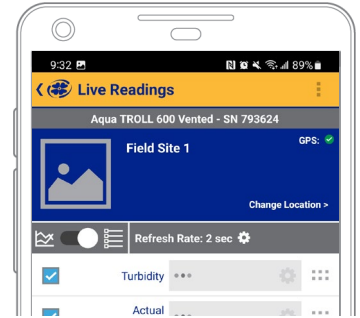 9:32 89%
Live Readings
Aqua TROLL 600 Vented - SN 793624
Field Site 1
GPS:
Change Location >
Refresh Rate: 2 sec
Turbidity
Actual